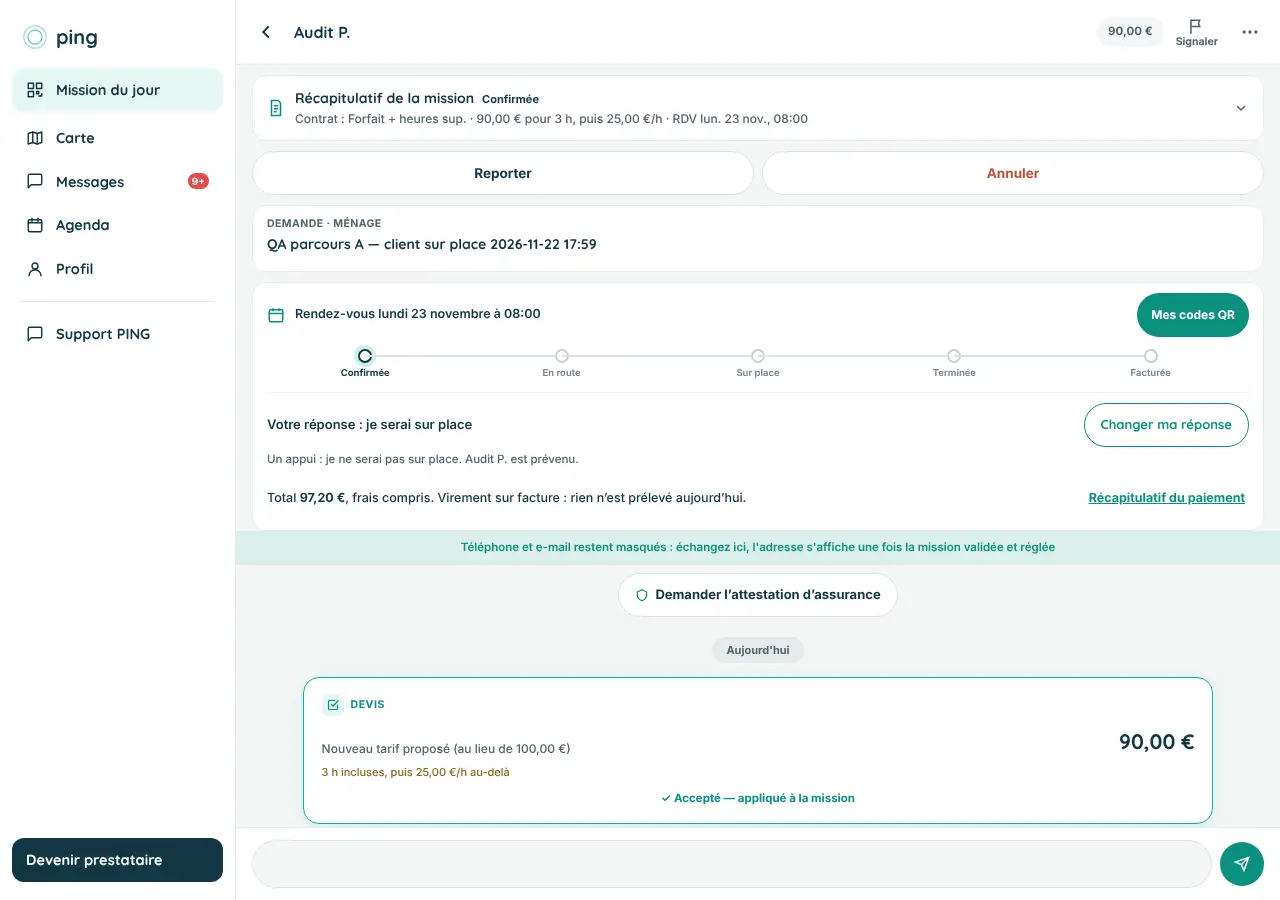 ping
Audit P.
90,00 €
Signaler
Mission du jour
Carte
Messages
9+
Agenda
Profil
Support PING
Devenir prestataire
Récapitulatif de la mission Confirmée
Contrat : Forfait + heures sup. · 90,00 € pour 3 h, puis 25,00 €/h · RDV lun. 23 nov., 08:00
Reporter
Annuler
DEMANDE · MÉNAGE
QA parcours A — client sur place 2026-11-22 17:59
Rendez-vous lundi 23 novembre à 08:00
Mes codes QR
Confirmée
En route
Sur place
Terminée
Facturée
Votre réponse : je serai sur place
Changer ma réponse
Un appui : je ne serai pas sur place. Audit P. est prévenu.
Total 97,20 €, frais compris. Virement sur facture : rien n’est prélevé aujourd’hui.
Récapitulatif du paiement
Téléphone et e-mail restent masqués : échangez ici, l'adresse s'affiche une fois la mission validée et réglée
Demander l’attestation d’assurance
Aujourd'hui
DEVIS
Nouveau tarif proposé (au lieu de 100,00 €)
90,00 €
3 h incluses, puis 25,00 €/h au-delà
✓ Accepté — appliqué à la mission